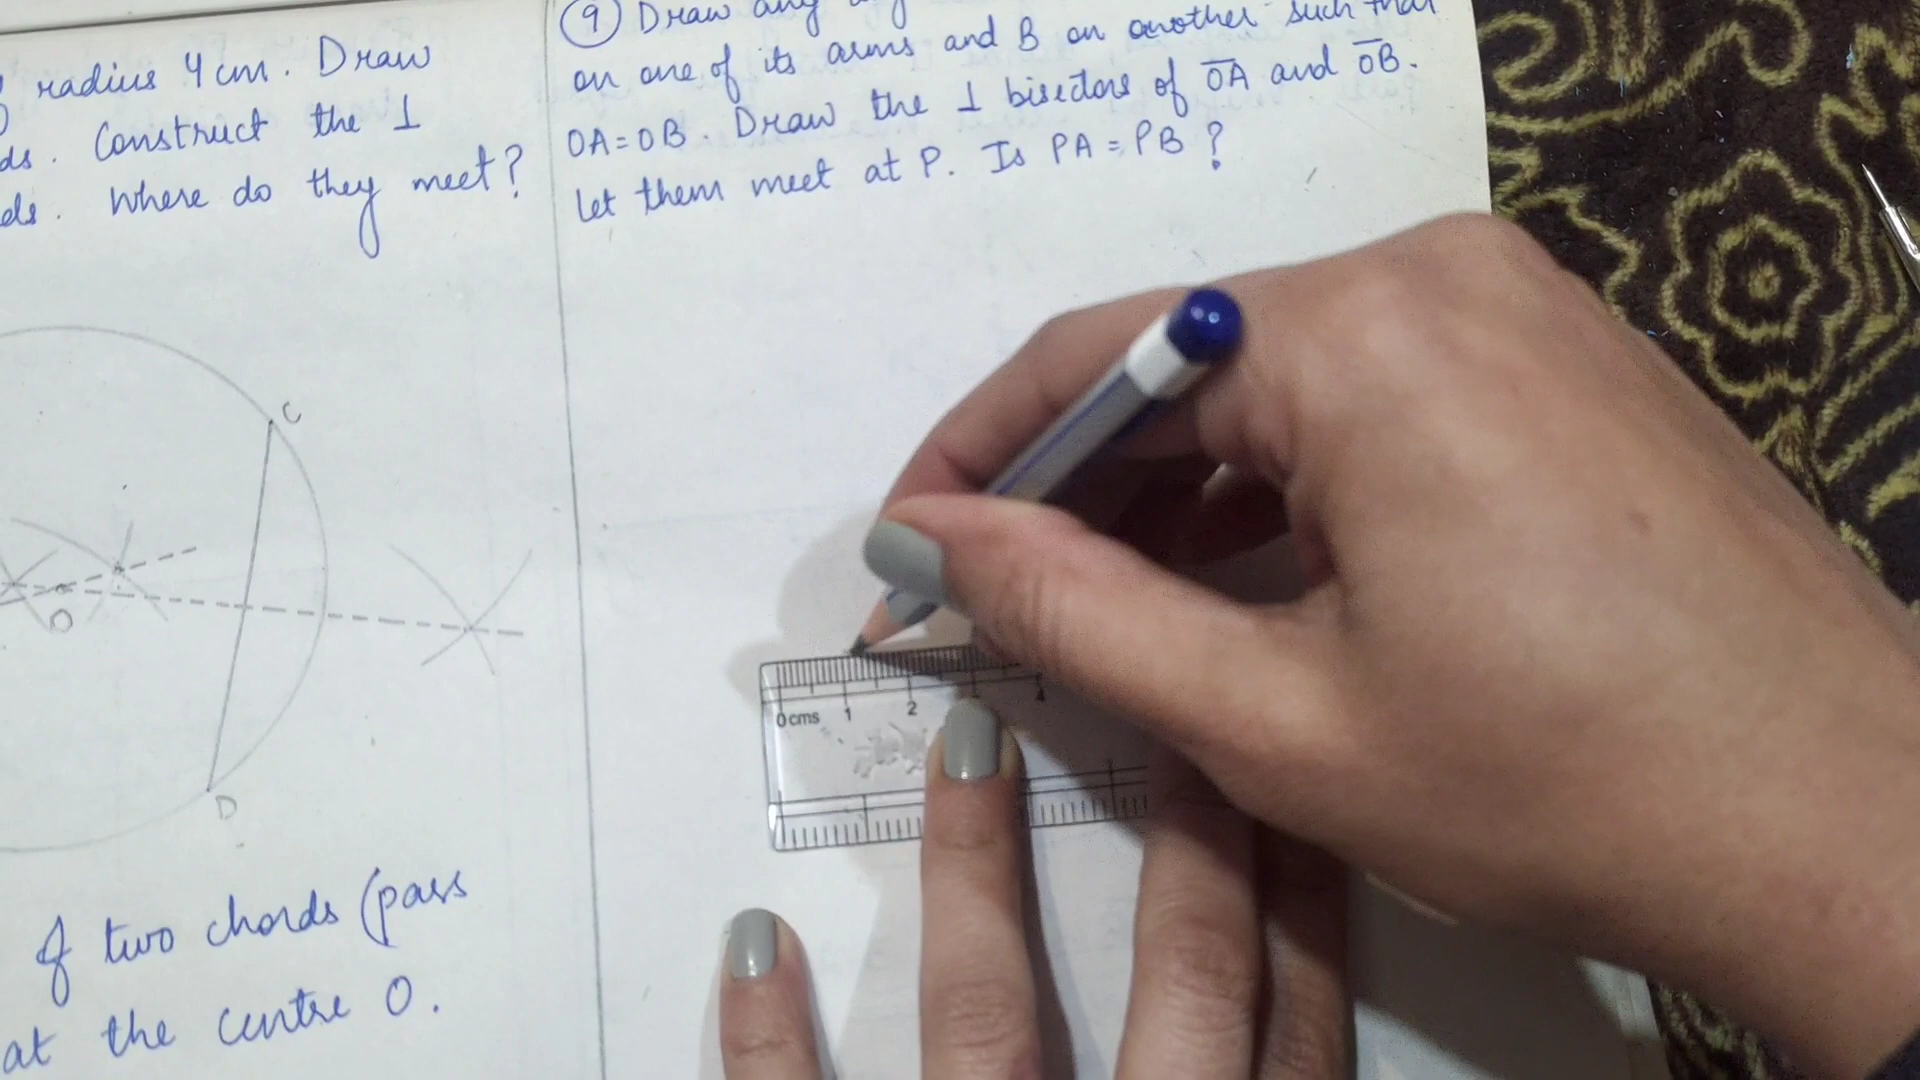 radius 4 cm. Draw
ds. Construct the ⊥
ds. Where do they meet?
C
O
D
of two chords (pass
at the centre O.
9 Draw any
on one of its arms and B on another such that
OA = OB. Draw the ⊥ bisectors of OA and OB.
Let them meet at P. Is PA = PB ?
0 cms 1 2 4